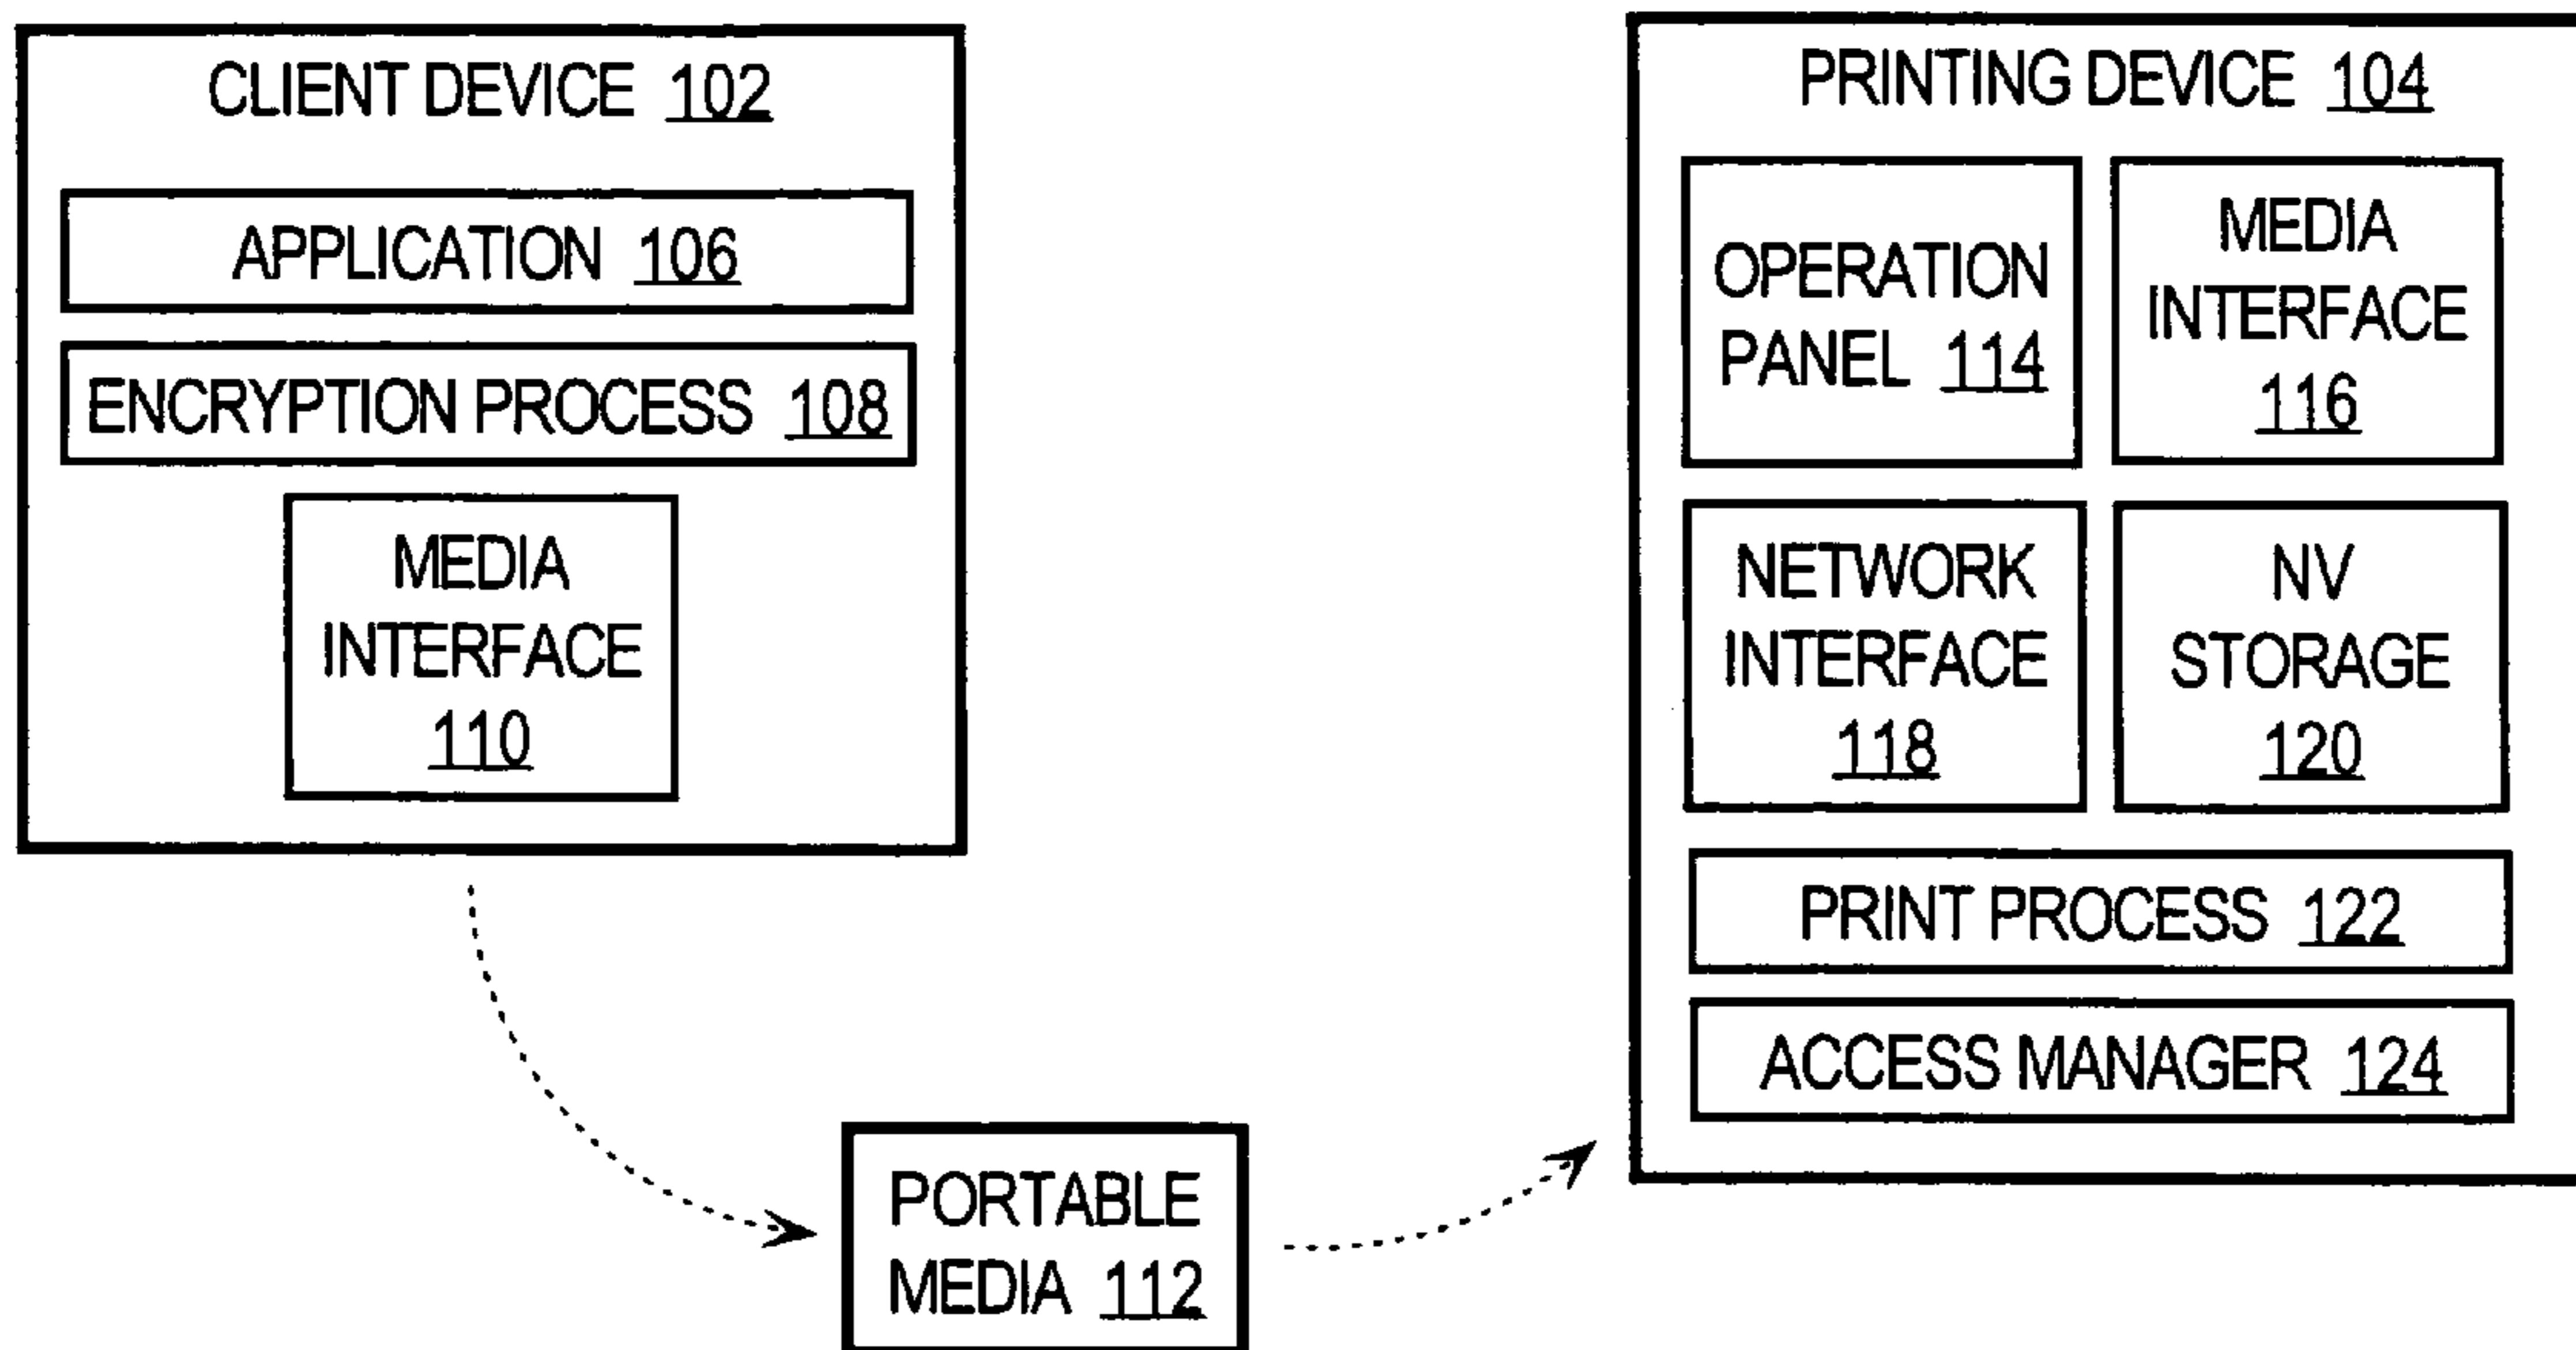 CLIENT DEVICE 102
APPLICATION 106
ENCRYPTION PROCESS 108
MEDIA
INTERFACE
110
PORTABLE
MEDIA 112
PRINTING DEVICE 104
OPERATION
PANEL 114
MEDIA
INTERFACE
116
NETWORK
INTERFACE
118
NV
STORAGE
120
PRINT PROCESS 122
ACCESS MANAGER 124